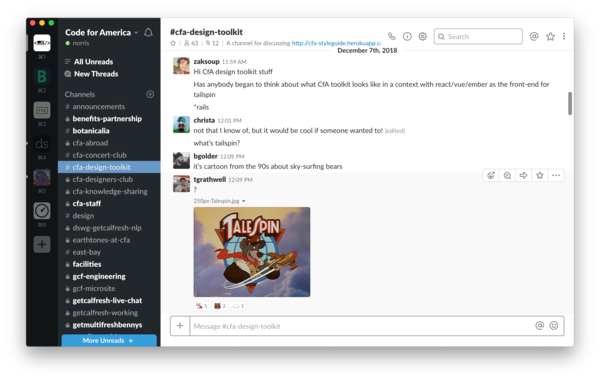 Code for America
norris
All Unreads
New Threads
Channels
# announcements
benefits-partnership
# botanicalia
cfa-abroad
# cfa-concert-club
# cfa-design-toolkit
cfa-designers-club
cfa-knowledge-sharing
cfa-staff
# design
dswg-getcalfresh-nlp
earthtones-at-cfa
# east-bay
facilities
gcf-engineering
gcf-microsite
getcalfresh-live-chat
getcalfresh-working
getmultifreshbennys
More Unreads
⌘1
⌘2
⌘3
ds
⌘4
⌘5
⌘6
#cfa-design-toolkit
63 | 12 | A channel for discussing http://cfa-styleguide.herokuapp.c
Search
December 7th, 2018
zaksoup 11:59 AM
Hi CfA design toolkit stuff
Has anybody began to think about what CfA toolkit looks like in a context with react/vue/ember as the front-end for
tailspin
*rails
christa 12:01 PM
not that I know of, but it would be cool if someone wanted to! (edited)
what's tailspin?
bgolder 12:09 PM
it's cartoon from the 90s about sky-surfing bears
tgrathwell 12:09 PM
?
250px-Talespin.jpg
TALESPIN
1 2 1
Message #cfa-design-toolkit